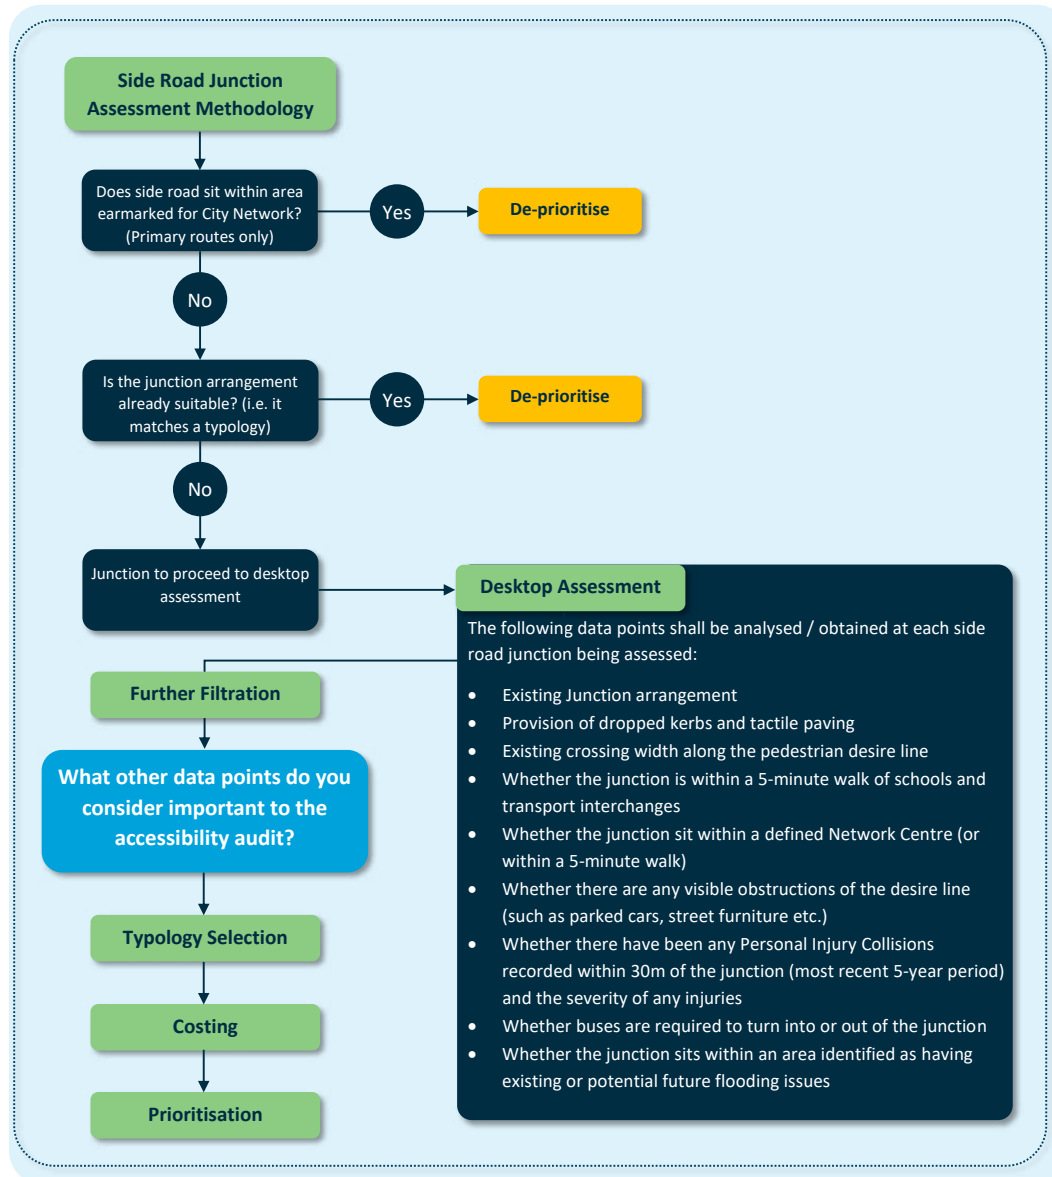 Side Road Junction
Assessment Methodology
Does side road sit within area
earmarked for City Network?
(Primary routes only)
Yes
De-prioritise
No
Is the junction arrangement
already suitable? (i.e. it
matches a typology)
Yes
De-prioritise
No
Junction to proceed to desktop
assessment
Desktop Assessment
The following data points shall be analysed / obtained at each side
road junction being assessed:
• Existing Junction arrangement
• Provision of dropped kerbs and tactile paving
• Existing crossing width along the pedestrian desire line
• Whether the junction is within a 5-minute walk of schools and
transport interchanges
• Whether the junction sit within a defined Network Centre (or
within a 5-minute walk)
• Whether there are any visible obstructions of the desire line
(such as parked cars, street furniture etc.)
• Whether there have been any Personal Injury Collisions
recorded within 30m of the junction (most recent 5-year period)
and the severity of any injuries
• Whether buses are required to turn into or out of the junction
• Whether the junction sits within an area identified as having
existing or potential future flooding issues
Further Filtration
What other data points do you
consider important to the
accessibility audit?
Typology Selection
Costing
Prioritisation